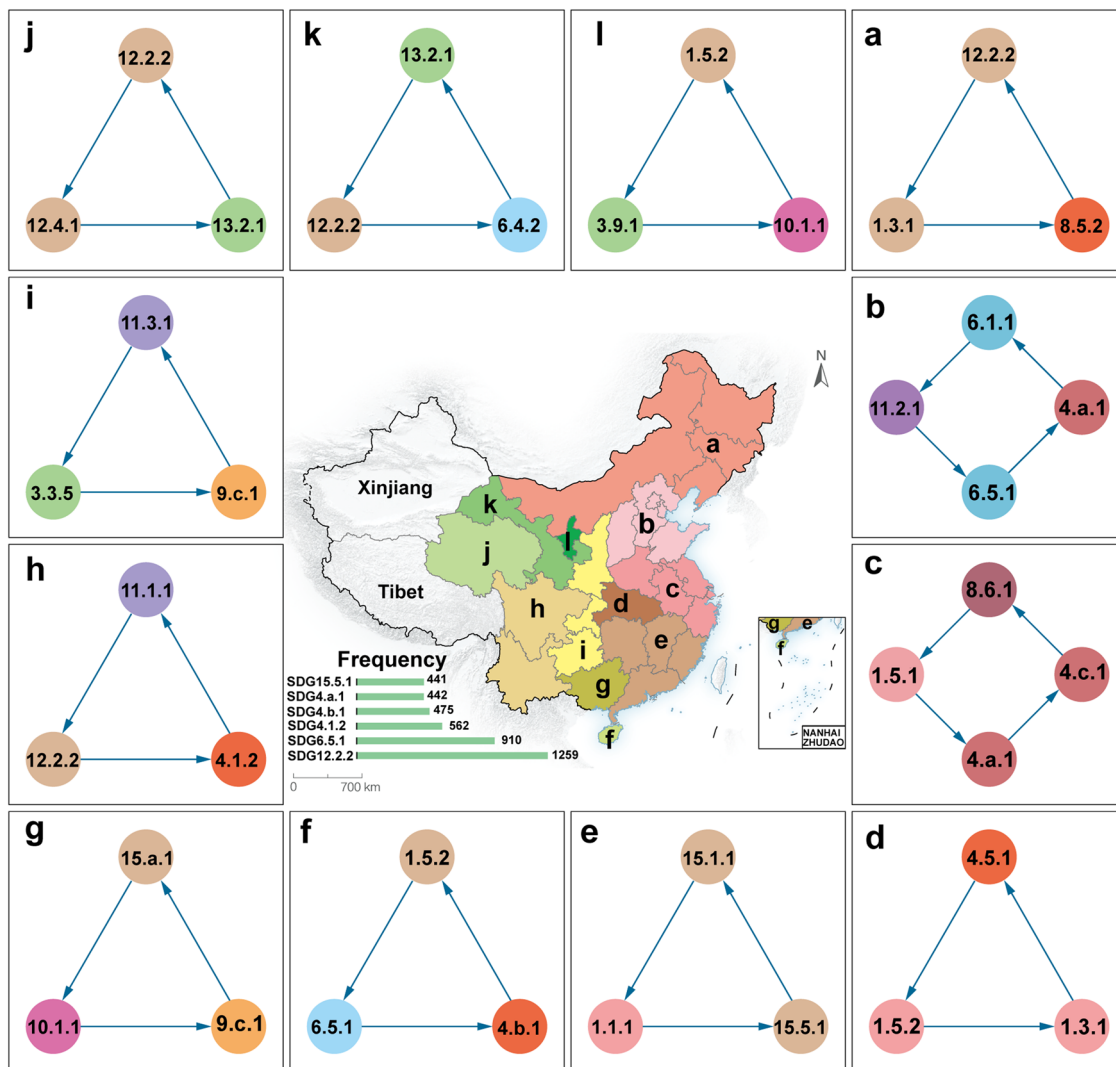 j
12.2.2
12.4.1
13.2.1
k
13.2.1
12.2.2
6.4.2
l
1.5.2
3.9.1
10.1.1
a
12.2.2
1.3.1
8.5.2
i
11.3.1
3.3.5
9.c.1
b
6.1.1
11.2.1
4.a.1
6.5.1
h
11.1.1
12.2.2
4.1.2
c
8.6.1
1.5.1
4.c.1
4.a.1
N
a
Xinjiang
k
b
l
j
Tibet
c
h
d
e
i
g
f
g
e
f
NANHAI
ZHUDAO
Frequency
SDG15.5.1 441
SDG4.a.1 442
SDG4.b.1 475
SDG4.1.2 562
SDG6.5.1 910
SDG12.2.2 1259
0 700 km
g
15.a.1
10.1.1
9.c.1
f
1.5.2
6.5.1
4.b.1
e
15.1.1
1.1.1
15.5.1
d
4.5.1
1.5.2
1.3.1